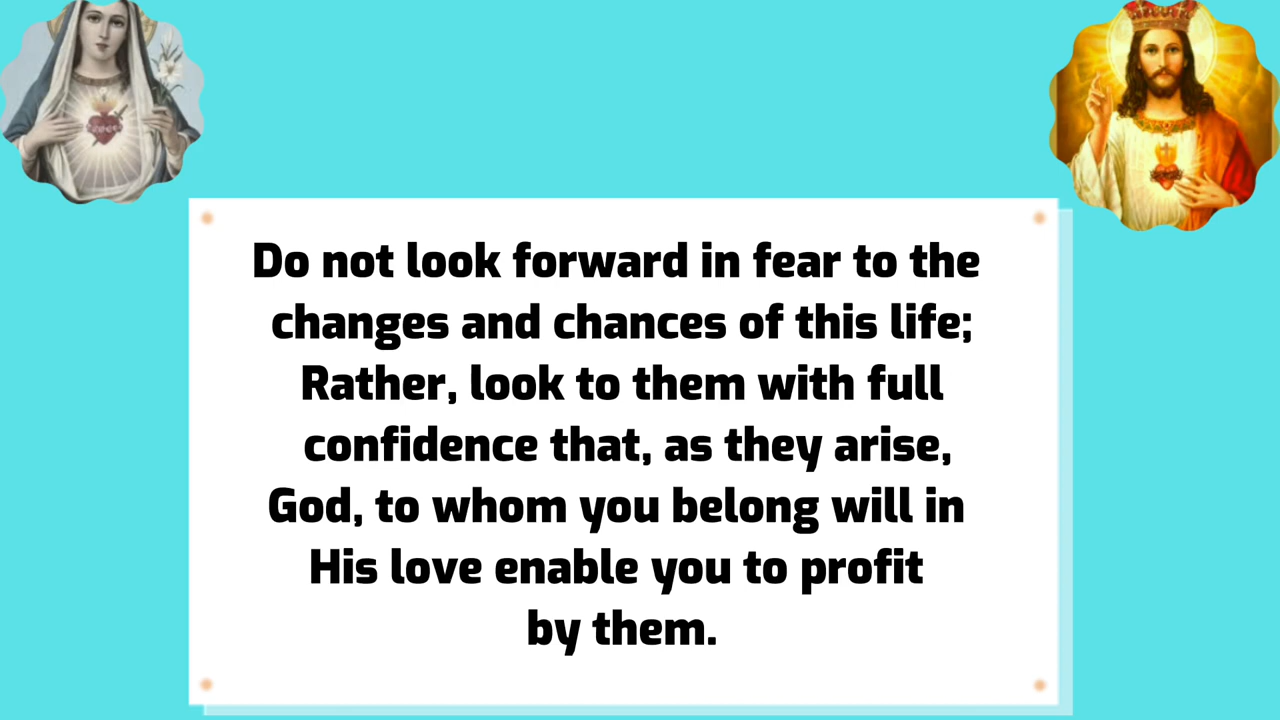 Do not look forward in fear to the
changes and chances of this life;
Rather, look to them with full
confidence that, as they arise,
God, to whom you belong will in
His love enable you to profit
by them.